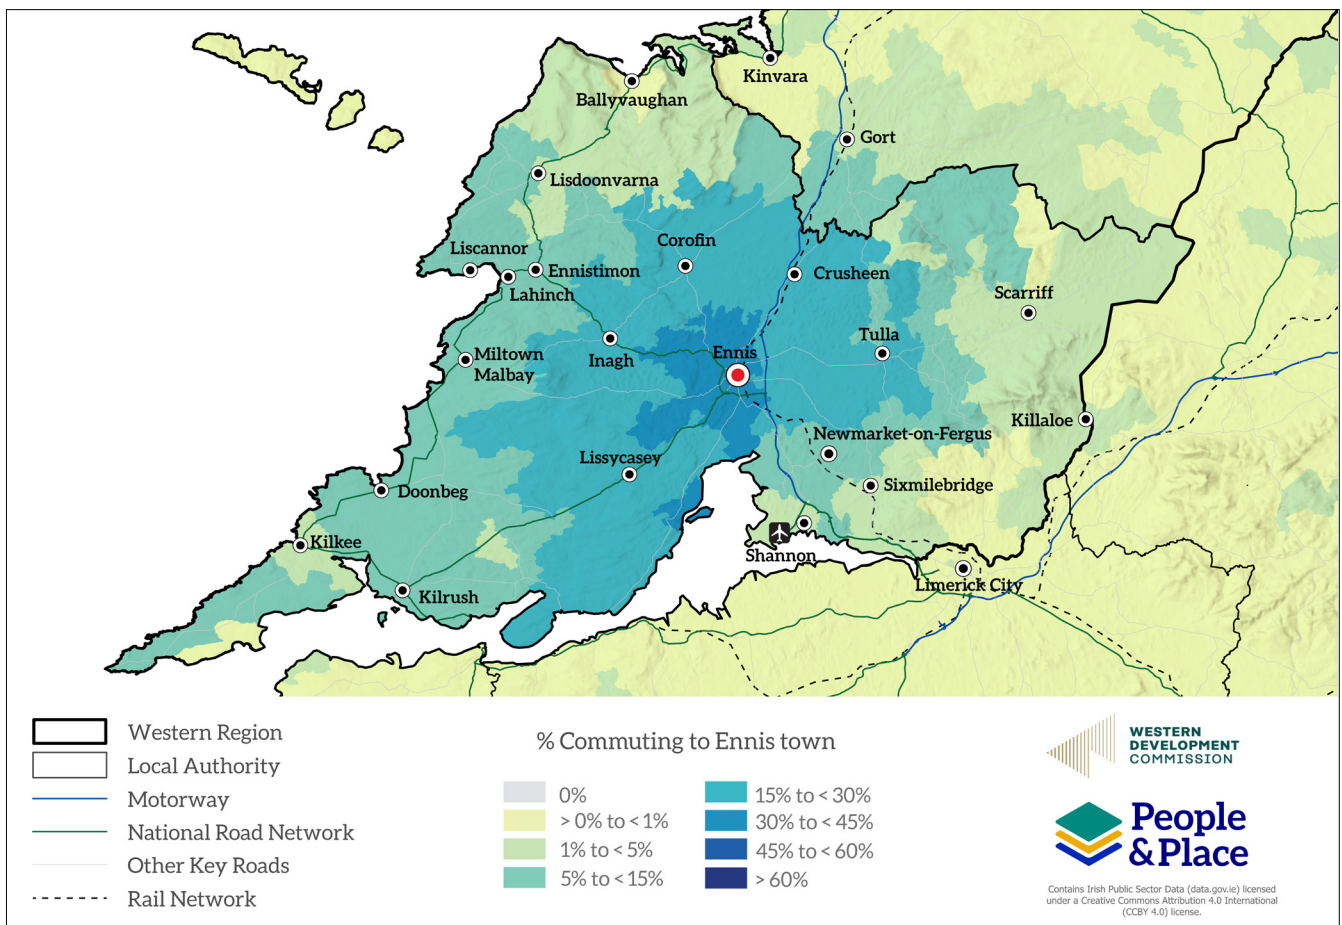 Kinvara
Ballyvaughan
Gort
Lisdoonvarna
Corofin
Liscannor
Ennistimon
Crusheen
Lahinch
Scarriff
Tulla
Ennis
Miltown
Malbay
Inagh
Killaloe
Newmarket-on-Fergus
Lissycasey
Sixmilebridge
Doonbeg
Kilkee
Shannon
Limerick City
Kilrush
Western Region
Local Authority
Motorway
National Road Network
Other Key Roads
Rail Network
% Commuting to Ennis town
0%
> 0% to < 1%
1% to < 5%
5% to < 15%
15% to < 30%
30% to < 45%
45% to < 60%
> 60%
WESTERN
DEVELOPMENT
COMMISSION
People
& Place
Contains Irish Public Sector Data (data.gov.ie) licensed
under a Creative Commons Attribution 4.0 International
(CCBY 4.0) license.